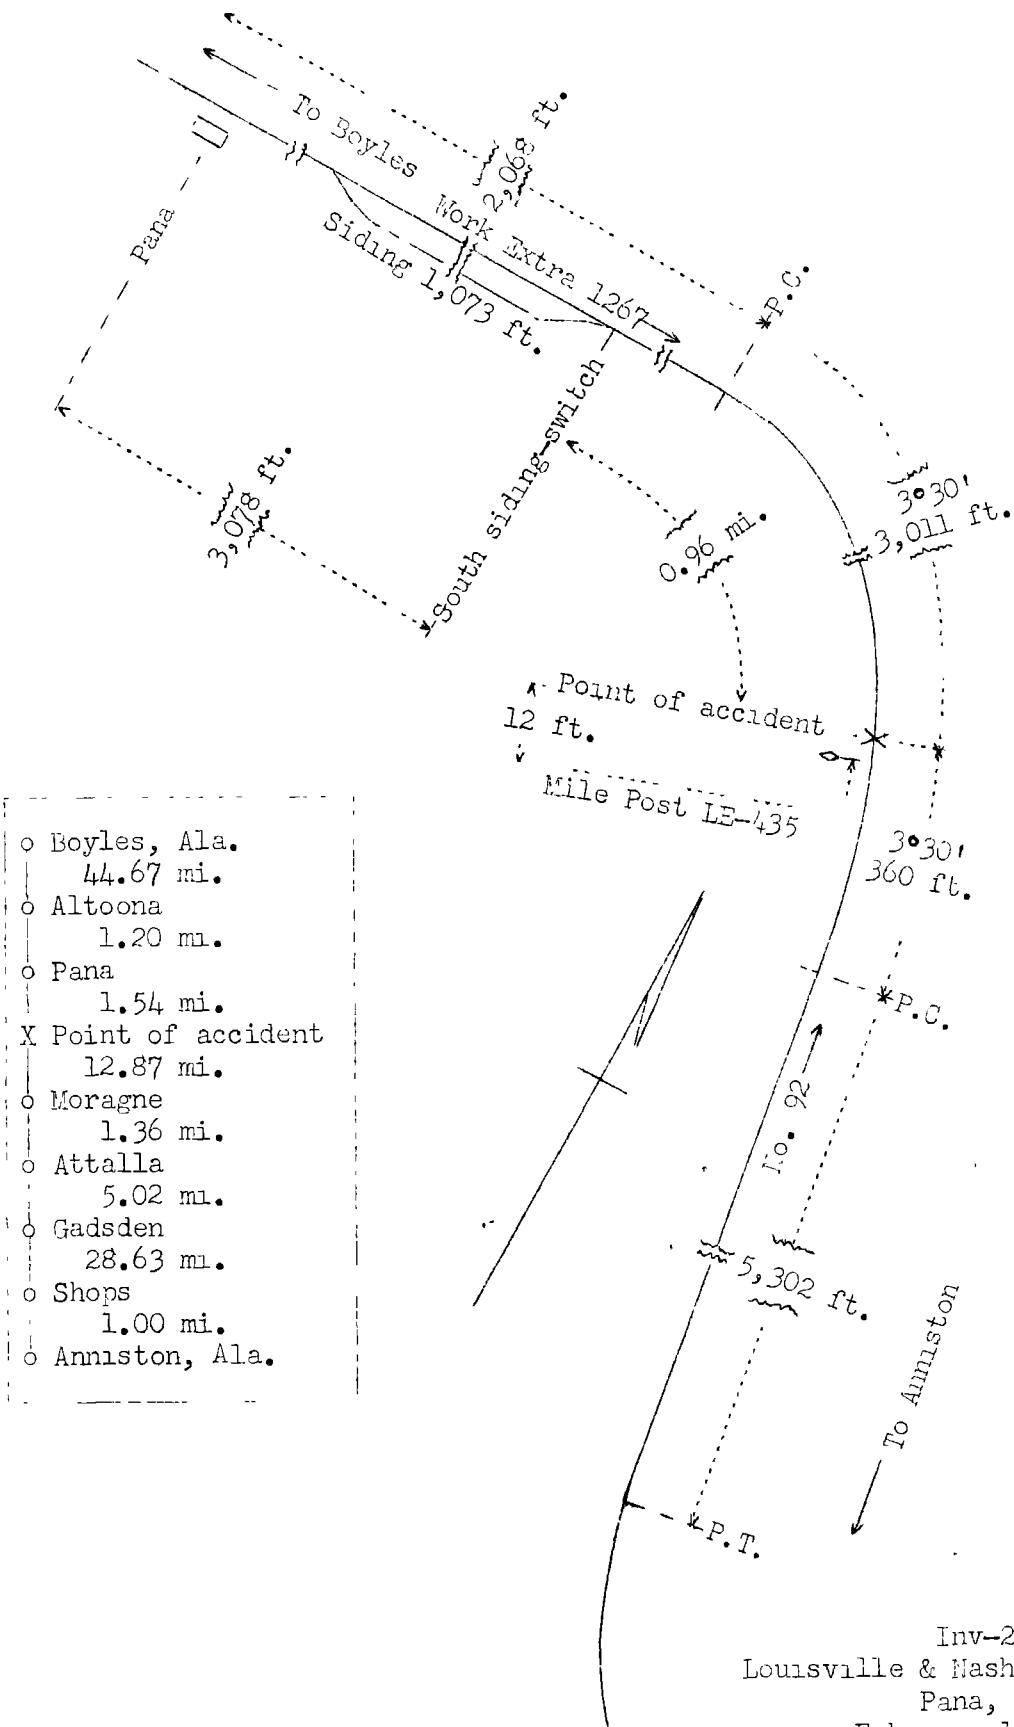 To Boyles
2,068 ft.
Work Extra 1267
Siding 1,073 ft.
Pana
P.C.
3,078 ft.
South siding switch
0.96 mi.
3°30'
3,011 ft.
Point of accident
12 ft.
Mile Post LE-435
3°30'
360 ft.
P.C.
No. 92
5,302 ft.
To Anniston
P.T.
Boyles, Ala.
44.67 mi.
Altoona
1.20 mi.
Pana
1.54 mi.
X Point of accident
12.87 mi.
Moragne
1.36 mi.
Attalla
5.02 mi.
Gadsden
28.63 mi.
Shops
1.00 mi.
Anniston, Ala.
Inv-2
Louisville & Nash
Pana,